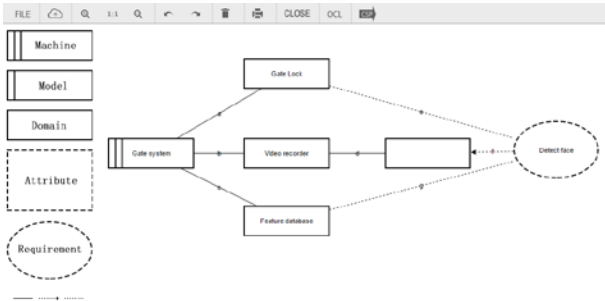 FILE 1:1 CLOSE OCL
Machine
Model
Domain
Attribute
Requirement
Gate Lock
Gate system
Video recorder
Detect face
Feature database
a
b
c
d
e
g